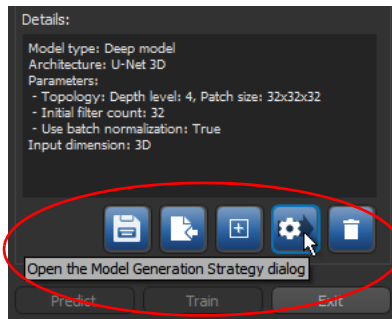 Details:
Model type: Deep model
Architecture: U-Net 3D
Parameters:
- Topology: Depth level: 4, Patch size: 32x32x32
- Initial filter count: 32
- Use batch normalization: True
Input dimension: 3D
Open the Model Generation Strategy dialog
Predict
Train
Exit